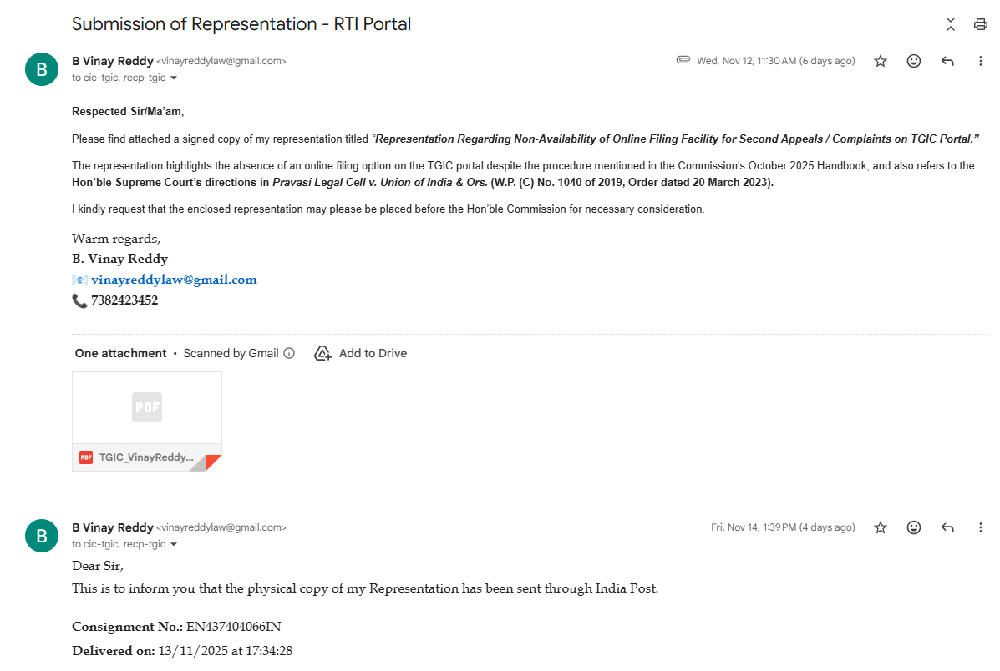 Submission of Representation - RTI Portal
B Vinay Reddy <vinayreddylaw@gmail.com>
Wed, Nov 12, 11:30 AM (6 days ago)
B
to cic-tgic, recp-tgic
Respected Sir/Ma’am,
Please find attached a signed copy of my representation titled “Representation Regarding Non-Availability of Online Filing Facility for Second Appeals / Complaints on TGIC Portal.”
The representation highlights the absence of an online filing option on the TGIC portal despite the procedure mentioned in the Commission’s October 2025 Handbook, and also refers to the
Hon’ble Supreme Court’s directions in Pravasi Legal Cell v. Union of India & Ors. (W.P. (C) No. 1040 of 2019, Order dated 20 March 2023).
I kindly request that the enclosed representation may please be placed before the Hon’ble Commission for necessary consideration.
Warm regards,
B. Vinay Reddy
📧 vinayreddylaw@gmail.com
📞 7382423452
One attachment • Scanned by Gmail
Add to Drive
PDF
PDF TGIC_VinayReddy...
B Vinay Reddy <vinayreddylaw@gmail.com>
Fri, Nov 14, 1:39 PM (4 days ago)
B
to cic-tgic, recp-tgic
Dear Sir,
This is to inform you that the physical copy of my Representation has been sent through India Post.
Consignment No.: EN437404066IN
Delivered on: 13/11/2025 at 17:34:28